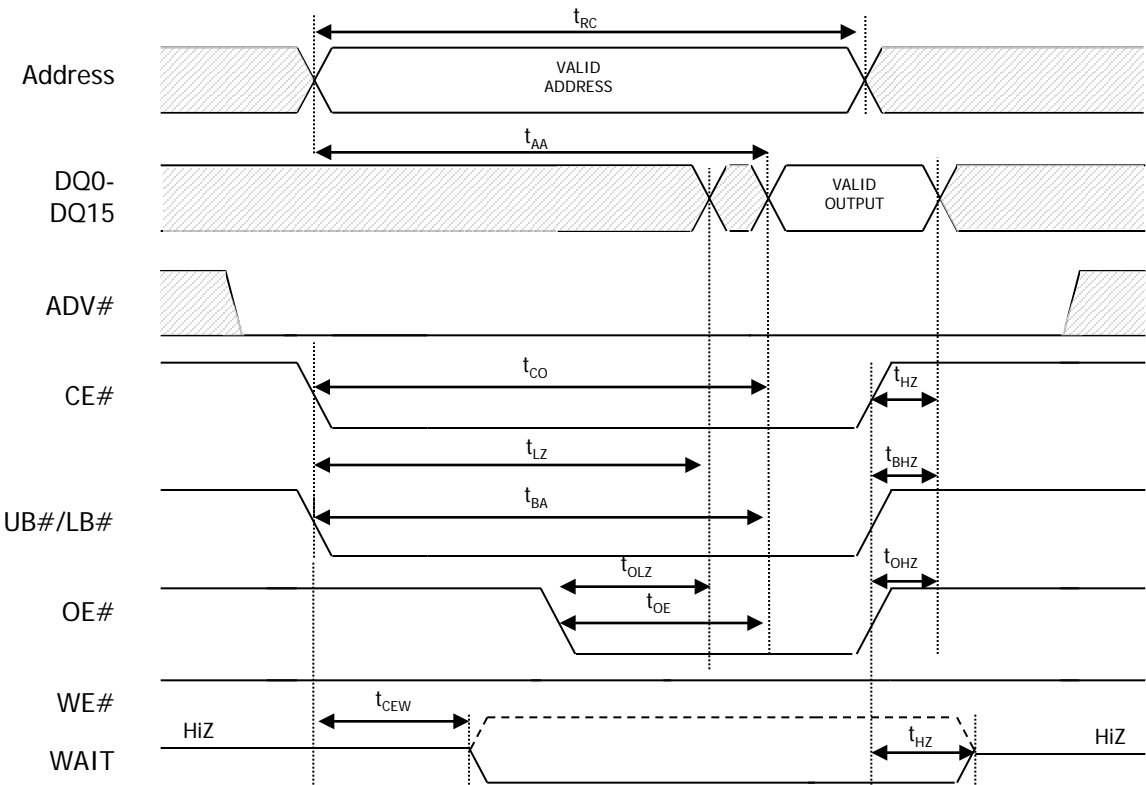 tRC
Address
VALID
ADDRESS
tAA
DQ0-
DQ15
VALID
OUTPUT
ADV#
CE#
tCO
tHZ
tLZ
tBHZ
UB#/LB#
tBA
tOLZ
tOHZ
OE#
tOE
WE#
tCEW
HiZ
tHZ
HiZ
WAIT